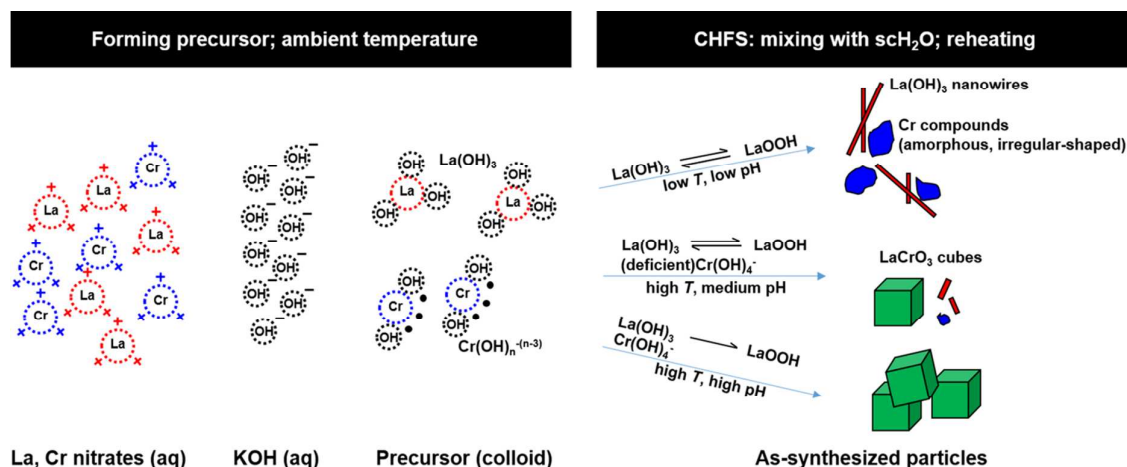 Forming precursor; ambient temperature
CHFS: mixing with scH₂O; reheating
+ Cr × ×
+ La × ×
+ La × ×
+ La × ×
+ Cr × ×
+ Cr × ×
+ La × ×
+ Cr × ×
+ Cr × ×
+ La × ×
OH⁻
OH⁻
OH⁻
OH⁻
OH⁻
OH⁻
OH⁻
OH⁻
OH⁻
OH⁻
La(OH)₃
OH
La OH
OH
OH
La OH
OH
OH
Cr
OH
OH
Cr
OH
Cr(OH)ₙ⁻⁽ⁿ⁻³⁾
La, Cr nitrates (aq)
KOH (aq)
Precursor (colloid)
La(OH)₃ ⇌ LaOOH
low T, low pH
La(OH)₃ nanowires
Cr compounds
(amorphous, irregular-shaped)
La(OH)₃ ⇌ LaOOH
(deficient)Cr(OH)₄⁻
high T, medium pH
LaCrO₃ cubes
La(OH)₃
Cr(OH)₄⁻ ⇀ LaOOH
high T, high pH
As-synthesized particles